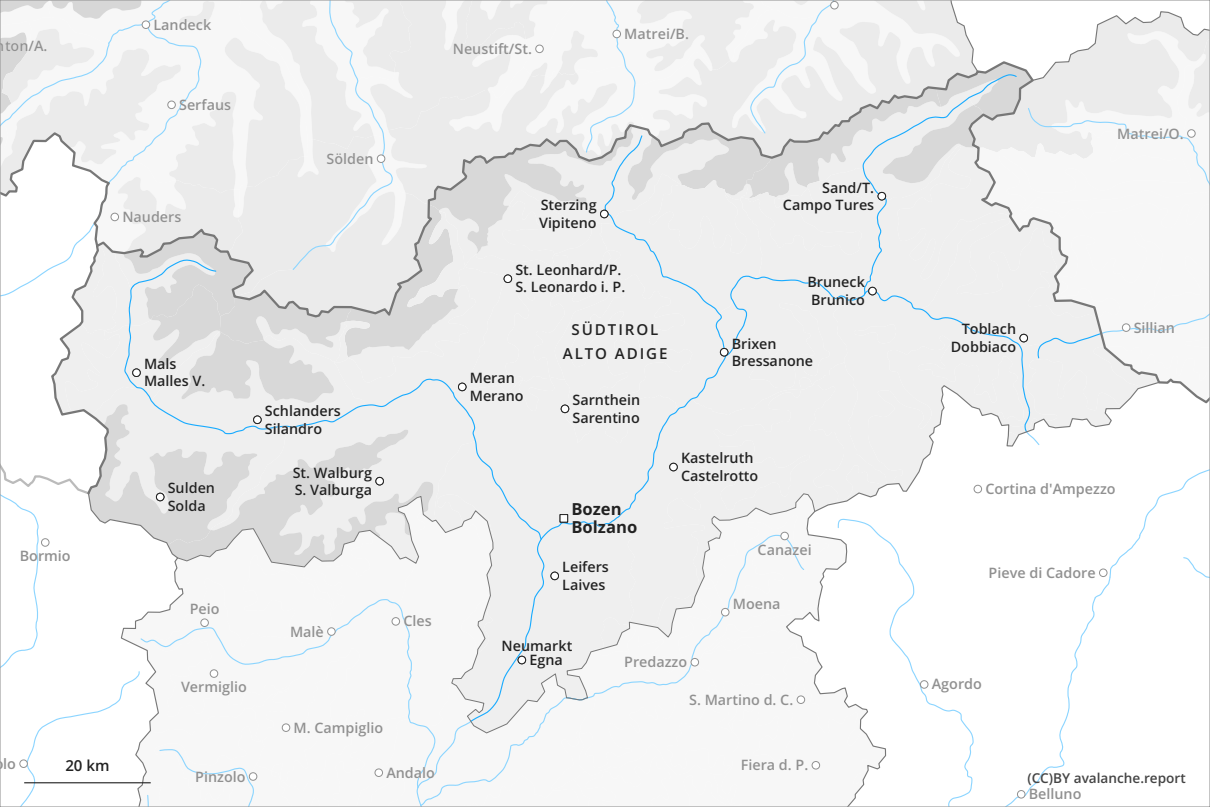 Landeck
Matrei/B.
nton/A.
Neustift/St.
Serfaus
Matrei/O.
Sölden
Sand/T.
Campo Tures
Sterzing
Vipiteno
Nauders
St. Leonhard/P.
S. Leonardo i. P.
Bruneck
Brunico
SÜDTIROL
ALTO ADIGE
Toblach
Dobbiaco
Sillian
Brixen
Bressanone
Mals
Malles V.
Meran
Merano
Sarnthein
Sarentino
Schlanders
Silandro
Kastelruth
Castelrotto
St. Walburg
S. Valburga
Sulden
Solda
Cortina d'Ampezzo
Bozen
Bolzano
Canazei
Bormio
Leifers
Laives
Pieve di Cadore
Peio
Moena
Cles
Malè
Neumarkt
Egna
Predazzo
Vermiglio
Agordo
S. Martino d. C.
M. Campiglio
olo
20 km
Fiera d. P.
Pinzolo
Andalo
(CC)BY avalanche.report
Belluno